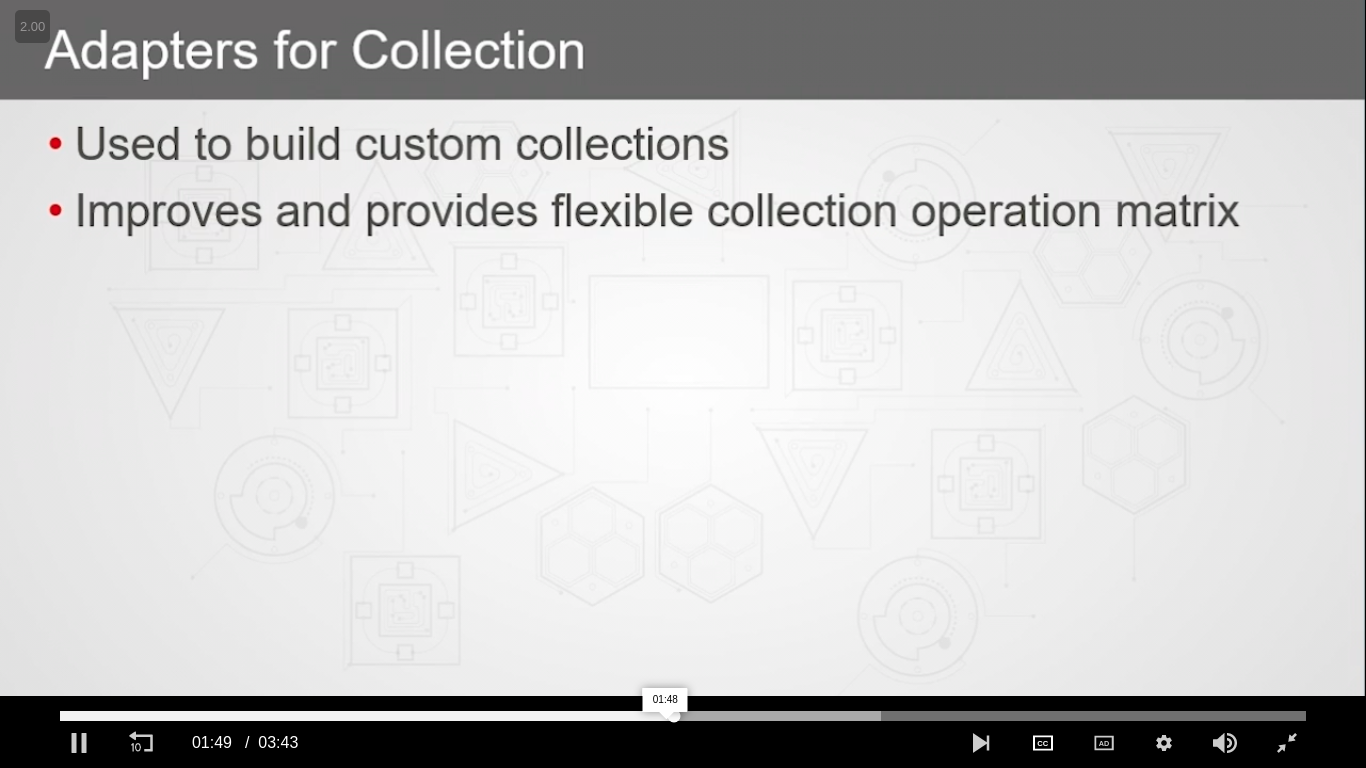 2.00
Adapters for Collection
• Used to build custom collections
• Improves and provides flexible collection operation matrix
01:48
10
01:49 / 03:43
CC
AD